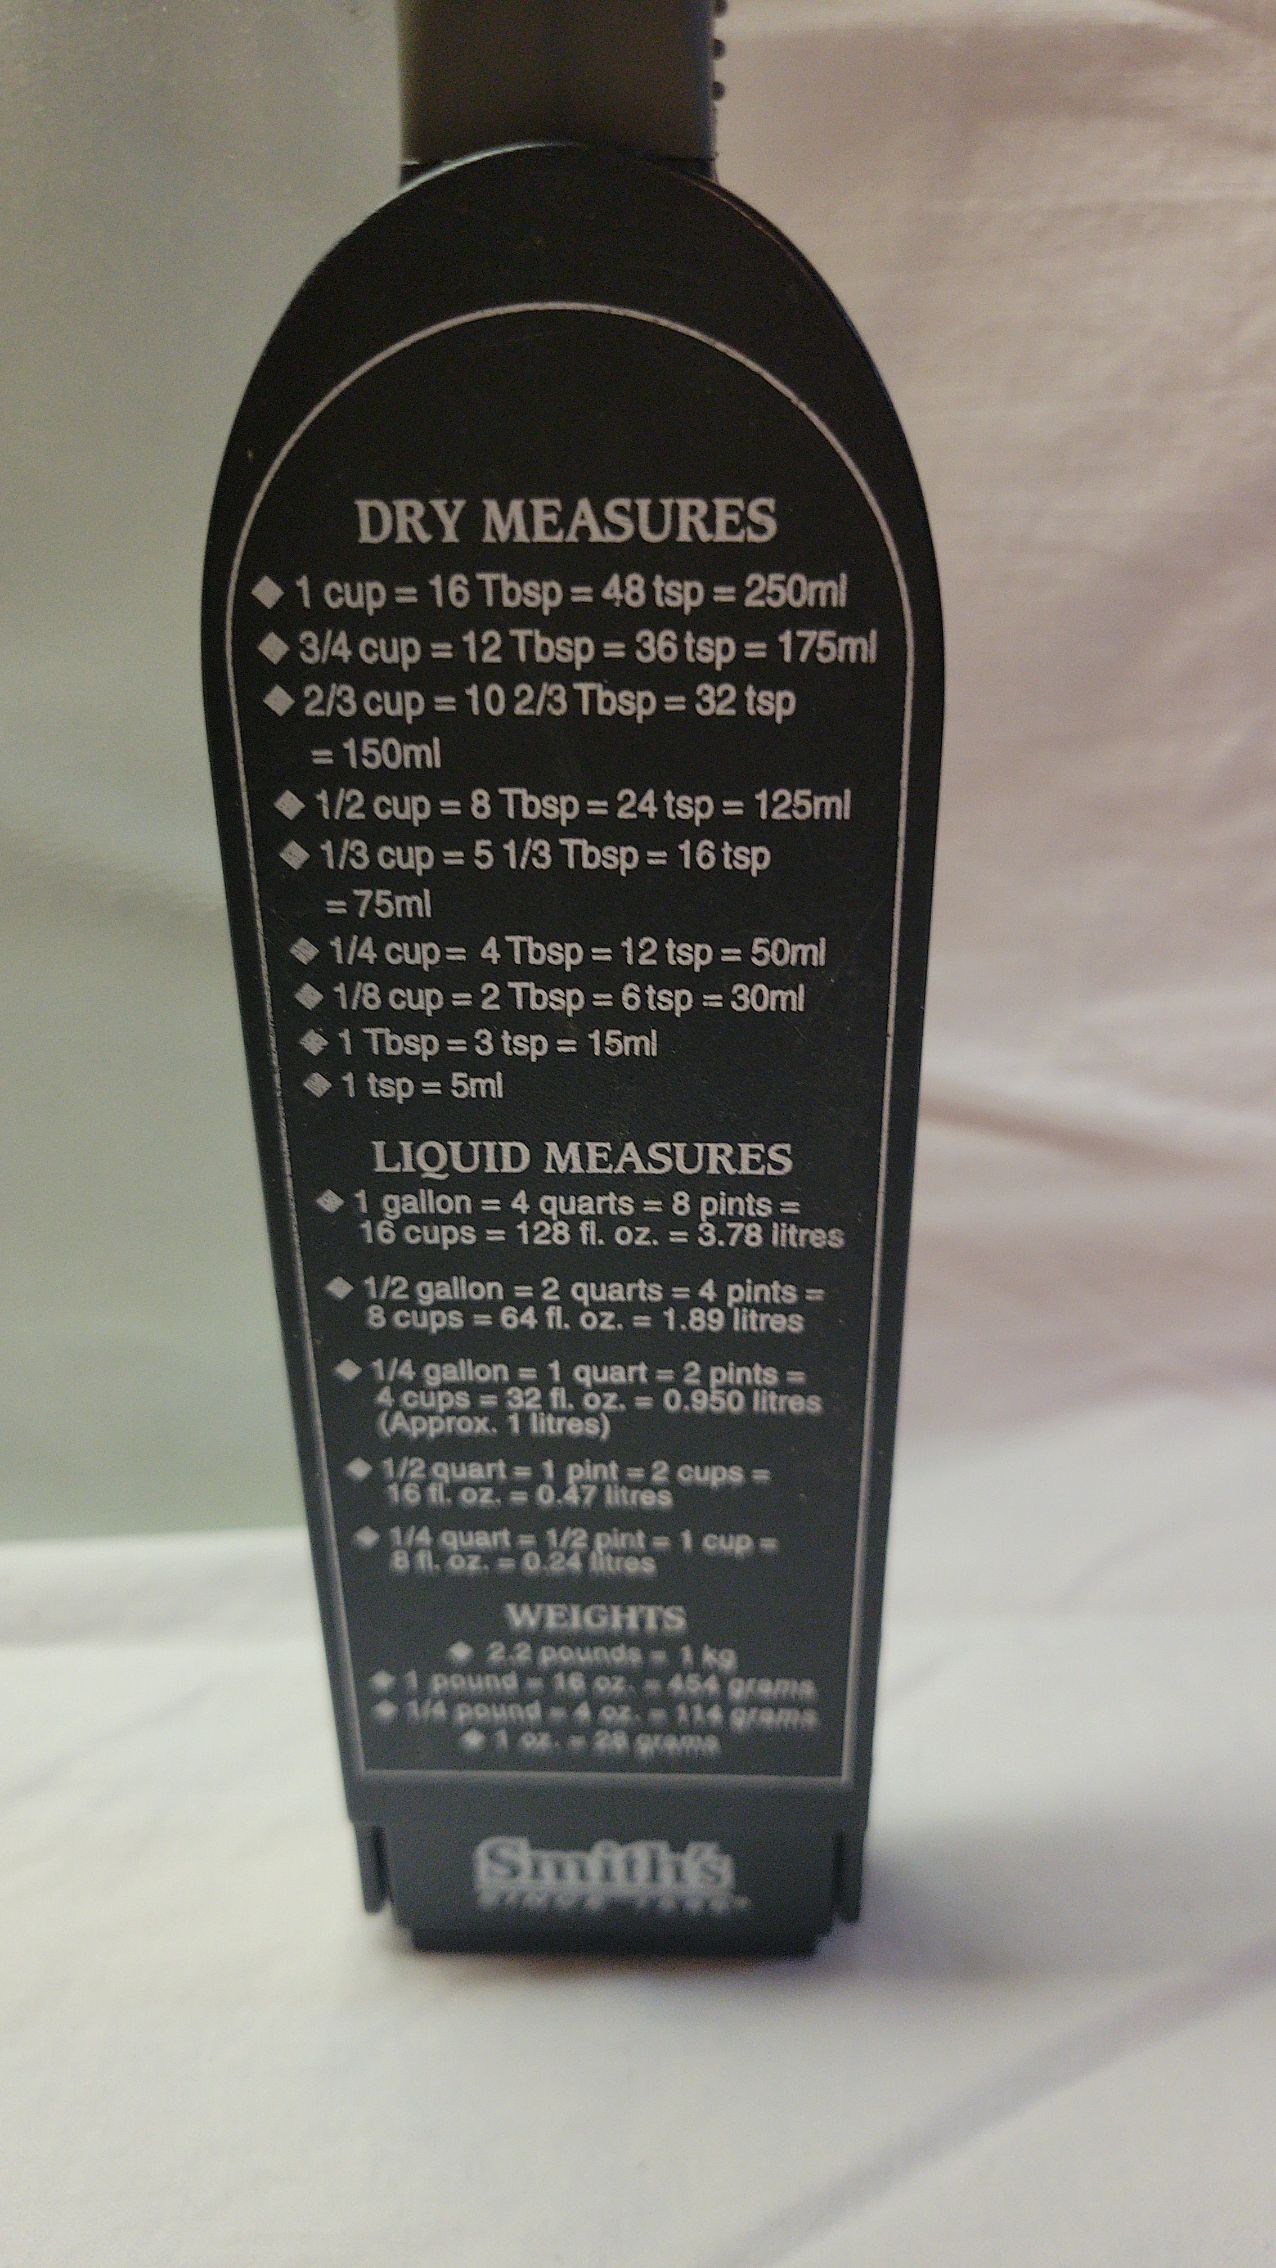 DRY MEASURES
1 cup = 16 Tbsp = 48 tsp = 250ml
3/4 cup = 12 Tbsp = 36 tsp = 175ml
2/3 cup = 10 2/3 Tbsp = 32 tsp
= 150ml
1/2 cup = 8 Tbsp = 24 tsp = 125ml
1/3 cup = 5 1/3 Tbsp = 16 tsp
= 75ml
1/4 cup = 4 Tbsp = 12 tsp = 50ml
1/8 cup = 2 Tbsp = 6 tsp = 30ml
1 Tbsp = 3 tsp = 15ml
1 tsp = 5ml
LIQUID MEASURES
1 gallon = 4 quarts = 8 pints =
16 cups = 128 fl. oz. = 3.78 litres
1/2 gallon = 2 quarts = 4 pints =
8 cups = 64 fl. oz. = 1.89 litres
1/4 gallon = 1 quart = 2 pints =
4 cups = 32 fl. oz. = 0.950 litres
(Approx. 1 litres)
1/2 quart = 1 pint = 2 cups =
16 fl. oz. = 0.47 litres
1/4 quart = 1/2 pint = 1 cup =
8 fl. oz. = 0.24 litres
WEIGHTS
2.2 pounds = 1 kg
1 pound = 16 oz. = 454 grams
1/4 pound = 4 oz. = 114 grams
1 oz. = 28 grams
Smith's
SINCE